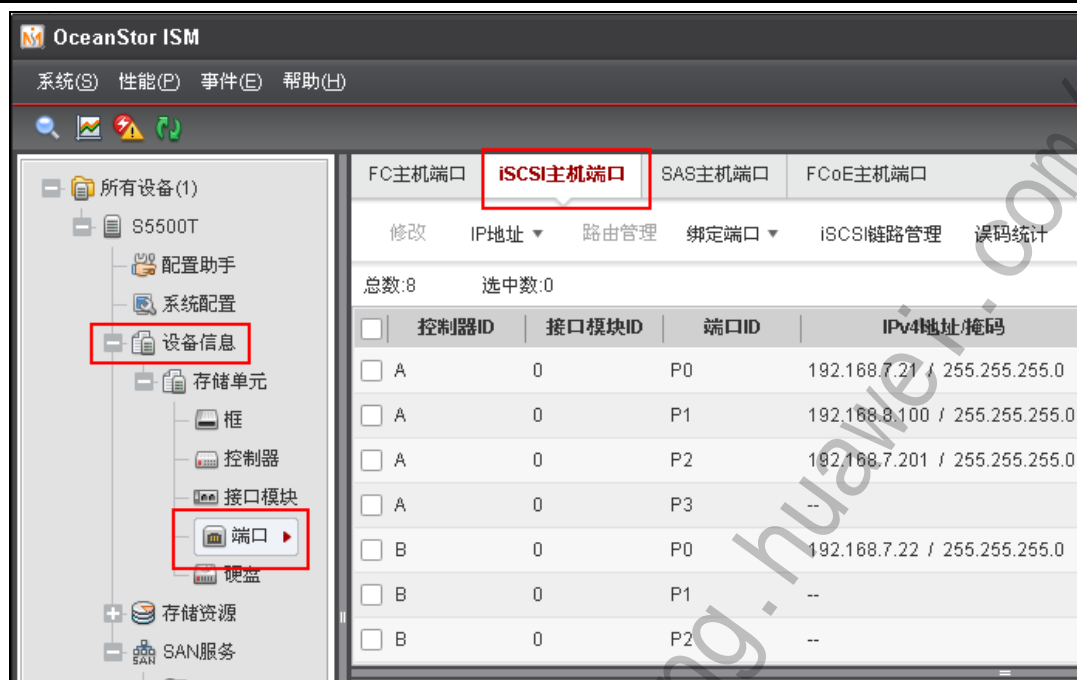 OceanStor ISM
系统(S) 性能(P) 事件(E) 帮助(H)
所有设备(1)
S5500T
配置助手
系统配置
设备信息
存储单元
框
控制器
接口模块
端口
硬盘
存储资源
SAN
SAN服务
FC主机端口 iSCSI主机端口 SAS主机端口 FCoE主机端口
修改 IP地址 路由管理 绑定端口 iSCSI链路管理 误码统计
总数:8 选中数:0
控制器ID 接口模块ID 端口ID IPv4地址/掩码
A 0 P0 192.168.7.21 / 255.255.255.0
A 0 P1 192.168.8.100 / 255.255.255.0
A 0 P2 192.168.7.201 / 255.255.255.0
A 0 P3 --
B 0 P0 192.168.7.22 / 255.255.255.0
B 0 P1 --
B 0 P2 --
ng.huawei.com